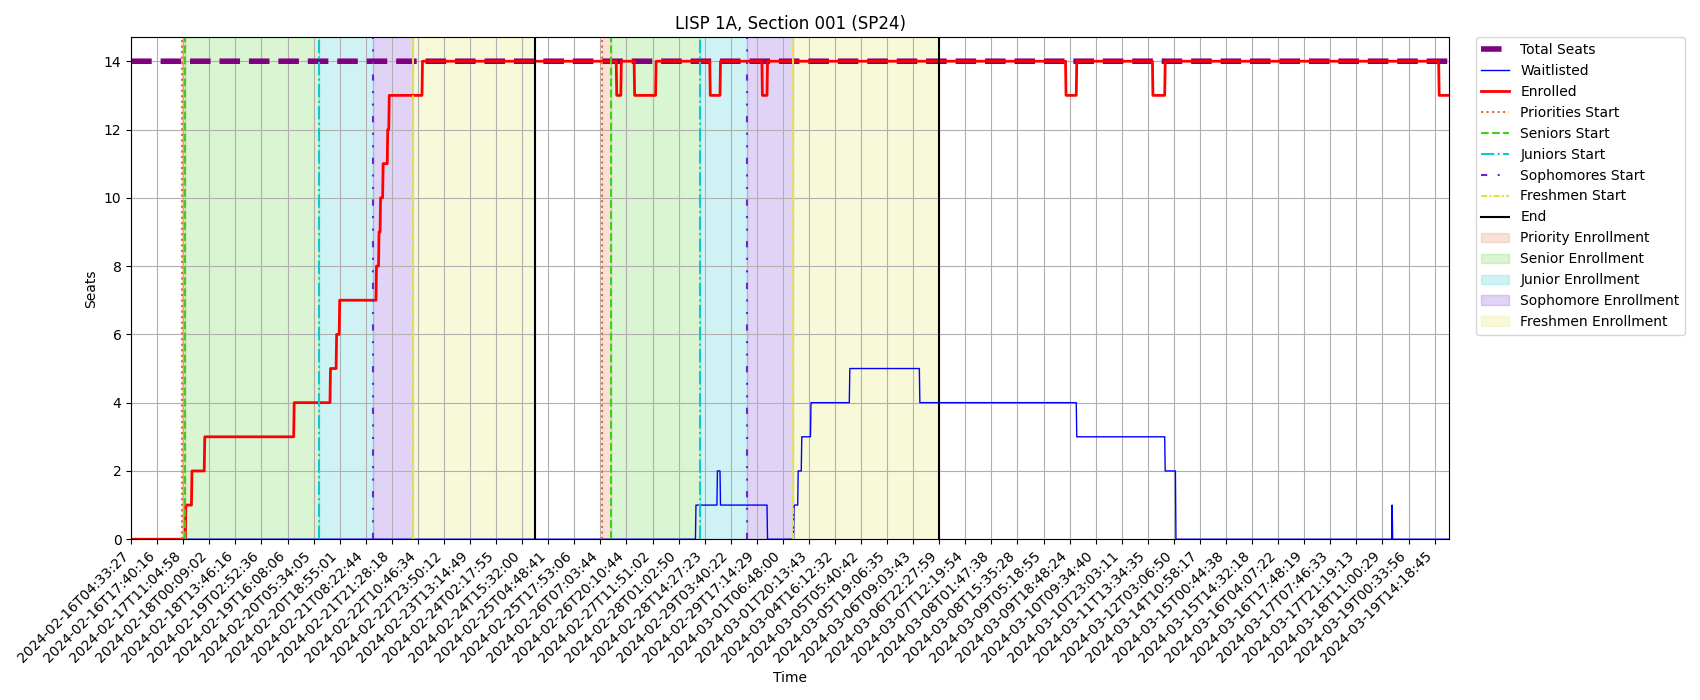 LISP 1A, Section 001 (SP24)
Seats
14
12
10
8
6
4
2
0
2024-02-16T04:33:27
2024-02-16T17:40:16
2024-02-17T11:04:58
2024-02-18T00:09:02
2024-02-18T13:46:16
2024-02-19T02:52:36
2024-02-19T16:08:06
2024-02-20T05:34:05
2024-02-20T18:55:01
2024-02-21T08:22:44
2024-02-21T21:28:18
2024-02-22T10:46:34
2024-02-22T23:50:12
2024-02-23T13:14:49
2024-02-24T02:17:55
2024-02-24T15:32:00
2024-02-25T04:48:41
2024-02-25T17:53:06
2024-02-26T07:03:44
2024-02-26T20:10:44
2024-02-27T11:51:02
2024-02-28T01:02:50
2024-02-28T14:27:23
2024-02-29T03:40:22
2024-02-29T17:14:29
2024-03-01T06:48:00
2024-03-01T20:13:43
2024-03-04T16:12:32
2024-03-05T05:40:42
2024-03-05T19:06:35
2024-03-06T09:03:43
2024-03-06T22:27:59
2024-03-07T12:19:54
2024-03-08T01:47:38
2024-03-08T15:35:28
2024-03-09T05:18:55
2024-03-09T18:48:24
2024-03-10T09:34:40
2024-03-10T23:03:11
2024-03-11T13:34:35
2024-03-12T03:06:50
2024-03-14T10:58:17
2024-03-15T00:44:38
2024-03-15T14:32:18
2024-03-16T04:07:22
2024-03-16T17:48:19
2024-03-17T07:46:33
2024-03-17T21:19:13
2024-03-18T11:00:29
2024-03-19T00:33:56
2024-03-19T14:18:45
Time
Total Seats
Waitlisted
Enrolled
Priorities Start
Seniors Start
Juniors Start
Sophomores Start
Freshmen Start
End
Priority Enrollment
Senior Enrollment
Junior Enrollment
Sophomore Enrollment
Freshmen Enrollment